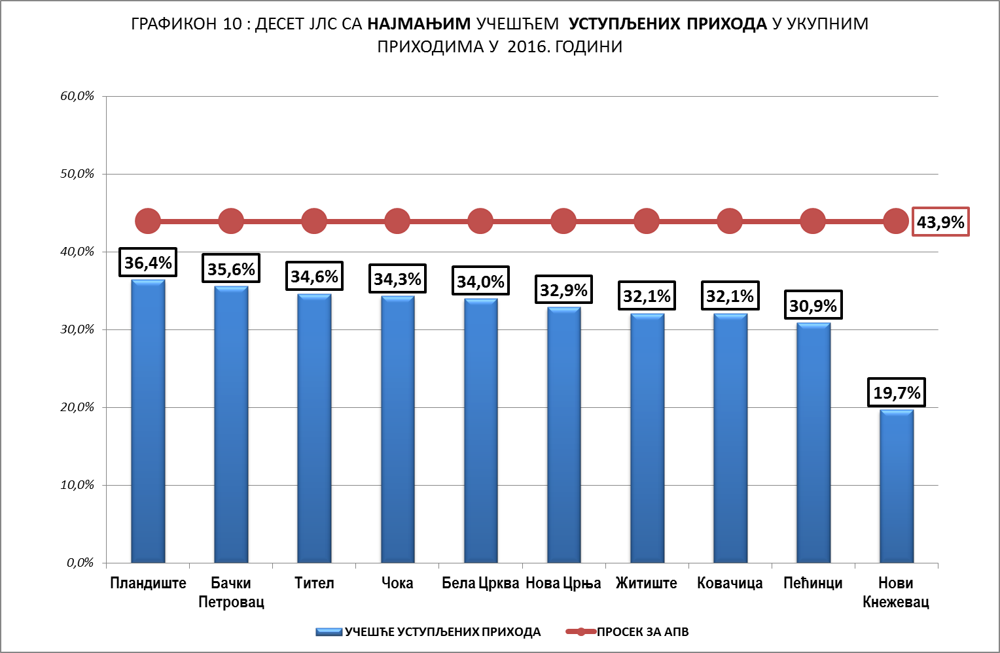 ГРАФИКОН 10 : ДЕСЕТ ЈЛС СА НАЈМАЊИМ УЧЕШЋЕМ УСТУПЉЕНИХ ПРИХОДА У УКУПНИМ
ПРИХОДИМА У 2016. ГОДИНИ
60,0%
50,0%
40,0%
30,0%
20,0%
10,0%
0,0%
43,9%
36,4%
35,6%
34,6%
34,3%
34,0%
32,9%
32,1%
32,1%
30,9%
19,7%
Пландиште
Бачки
Петровац
Тител
Чока
Бела Црква
Нова Црња
Житиште
Ковачица
Пећинци
Нови
Кнежевац
УЧЕШЋЕ УСТУПЉЕНИХ ПРИХОДА
ПРОСЕК ЗА АПВ